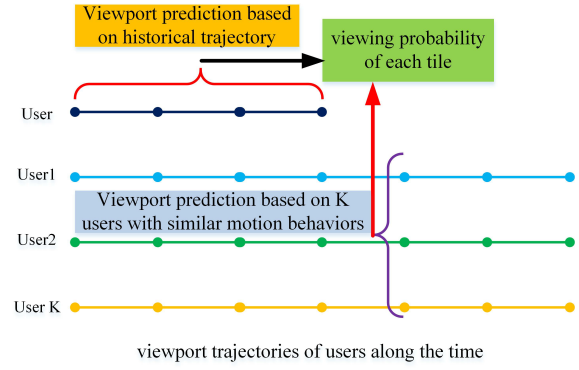 Viewport prediction based
on historical trajectory
viewing probability
of each tile
User
User1
Viewport prediction based on K
users with similar motion behaviors
User2
User K
viewport trajectories of users along the time